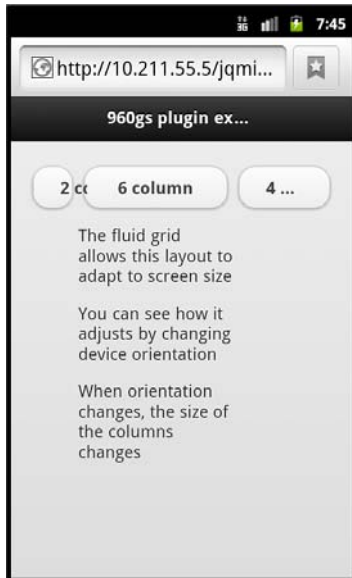 3G 7:45
http://10.211.55.5/jqmi...
960gs plugin ex...
2 co 6 column 4 ...
The fluid grid
allows this layout to
adapt to screen size
You can see how it
adjusts by changing
device orientation
When orientation
changes, the size of
the columns
changes